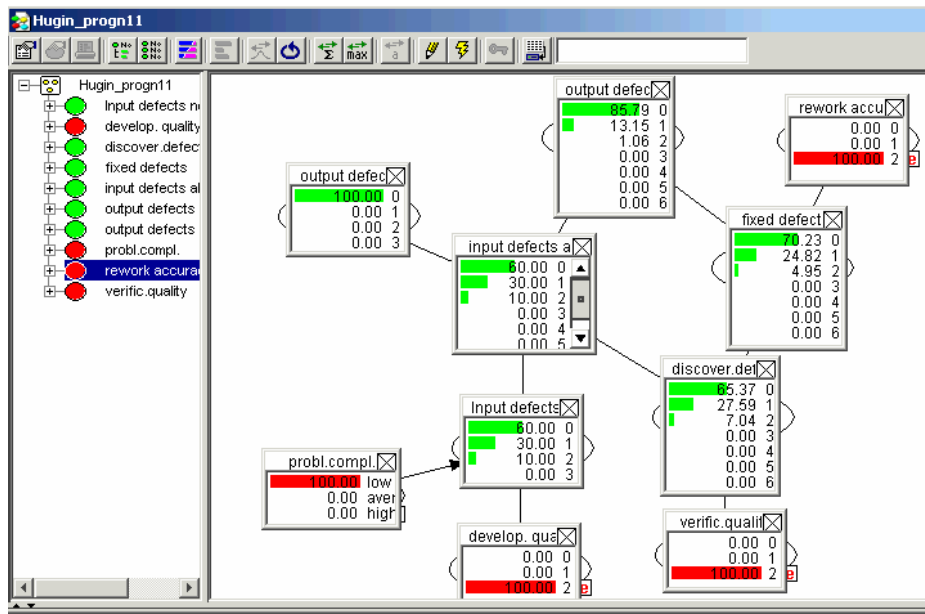 Hugin_progn11
Σ max a
Hugin_progn11
Input defects n
develop. quality
discover.defec
fixed defects
input defects al
output defects
output defects
probl.compl.
rework accura
verific.quality
output defec
85.79 0
13.15 1
1.06 2
0.00 3
0.00 4
0.00 5
0.00 6
rework accu
0.00 0
0.00 1
100.00 2 e
output defec
100.00 0
0.00 1
0.00 2
0.00 3
fixed defect
70.23 0
24.82 1
4.95 2
0.00 3
0.00 4
0.00 5
0.00 6
input defects a
60.00 0
30.00 1
10.00 2
0.00 3
0.00 4
0.00 5
discover.def
65.37 0
27.59 1
7.04 2
0.00 3
0.00 4
0.00 5
0.00 6
Input defects
60.00 0
30.00 1
10.00 2
0.00 3
probl.compl.
100.00 low
0.00 aver
0.00 high
develop. qua
0.00 0
0.00 1
100.00 2 e
verific.qualit
0.00 0
0.00 1
100.00 2 e